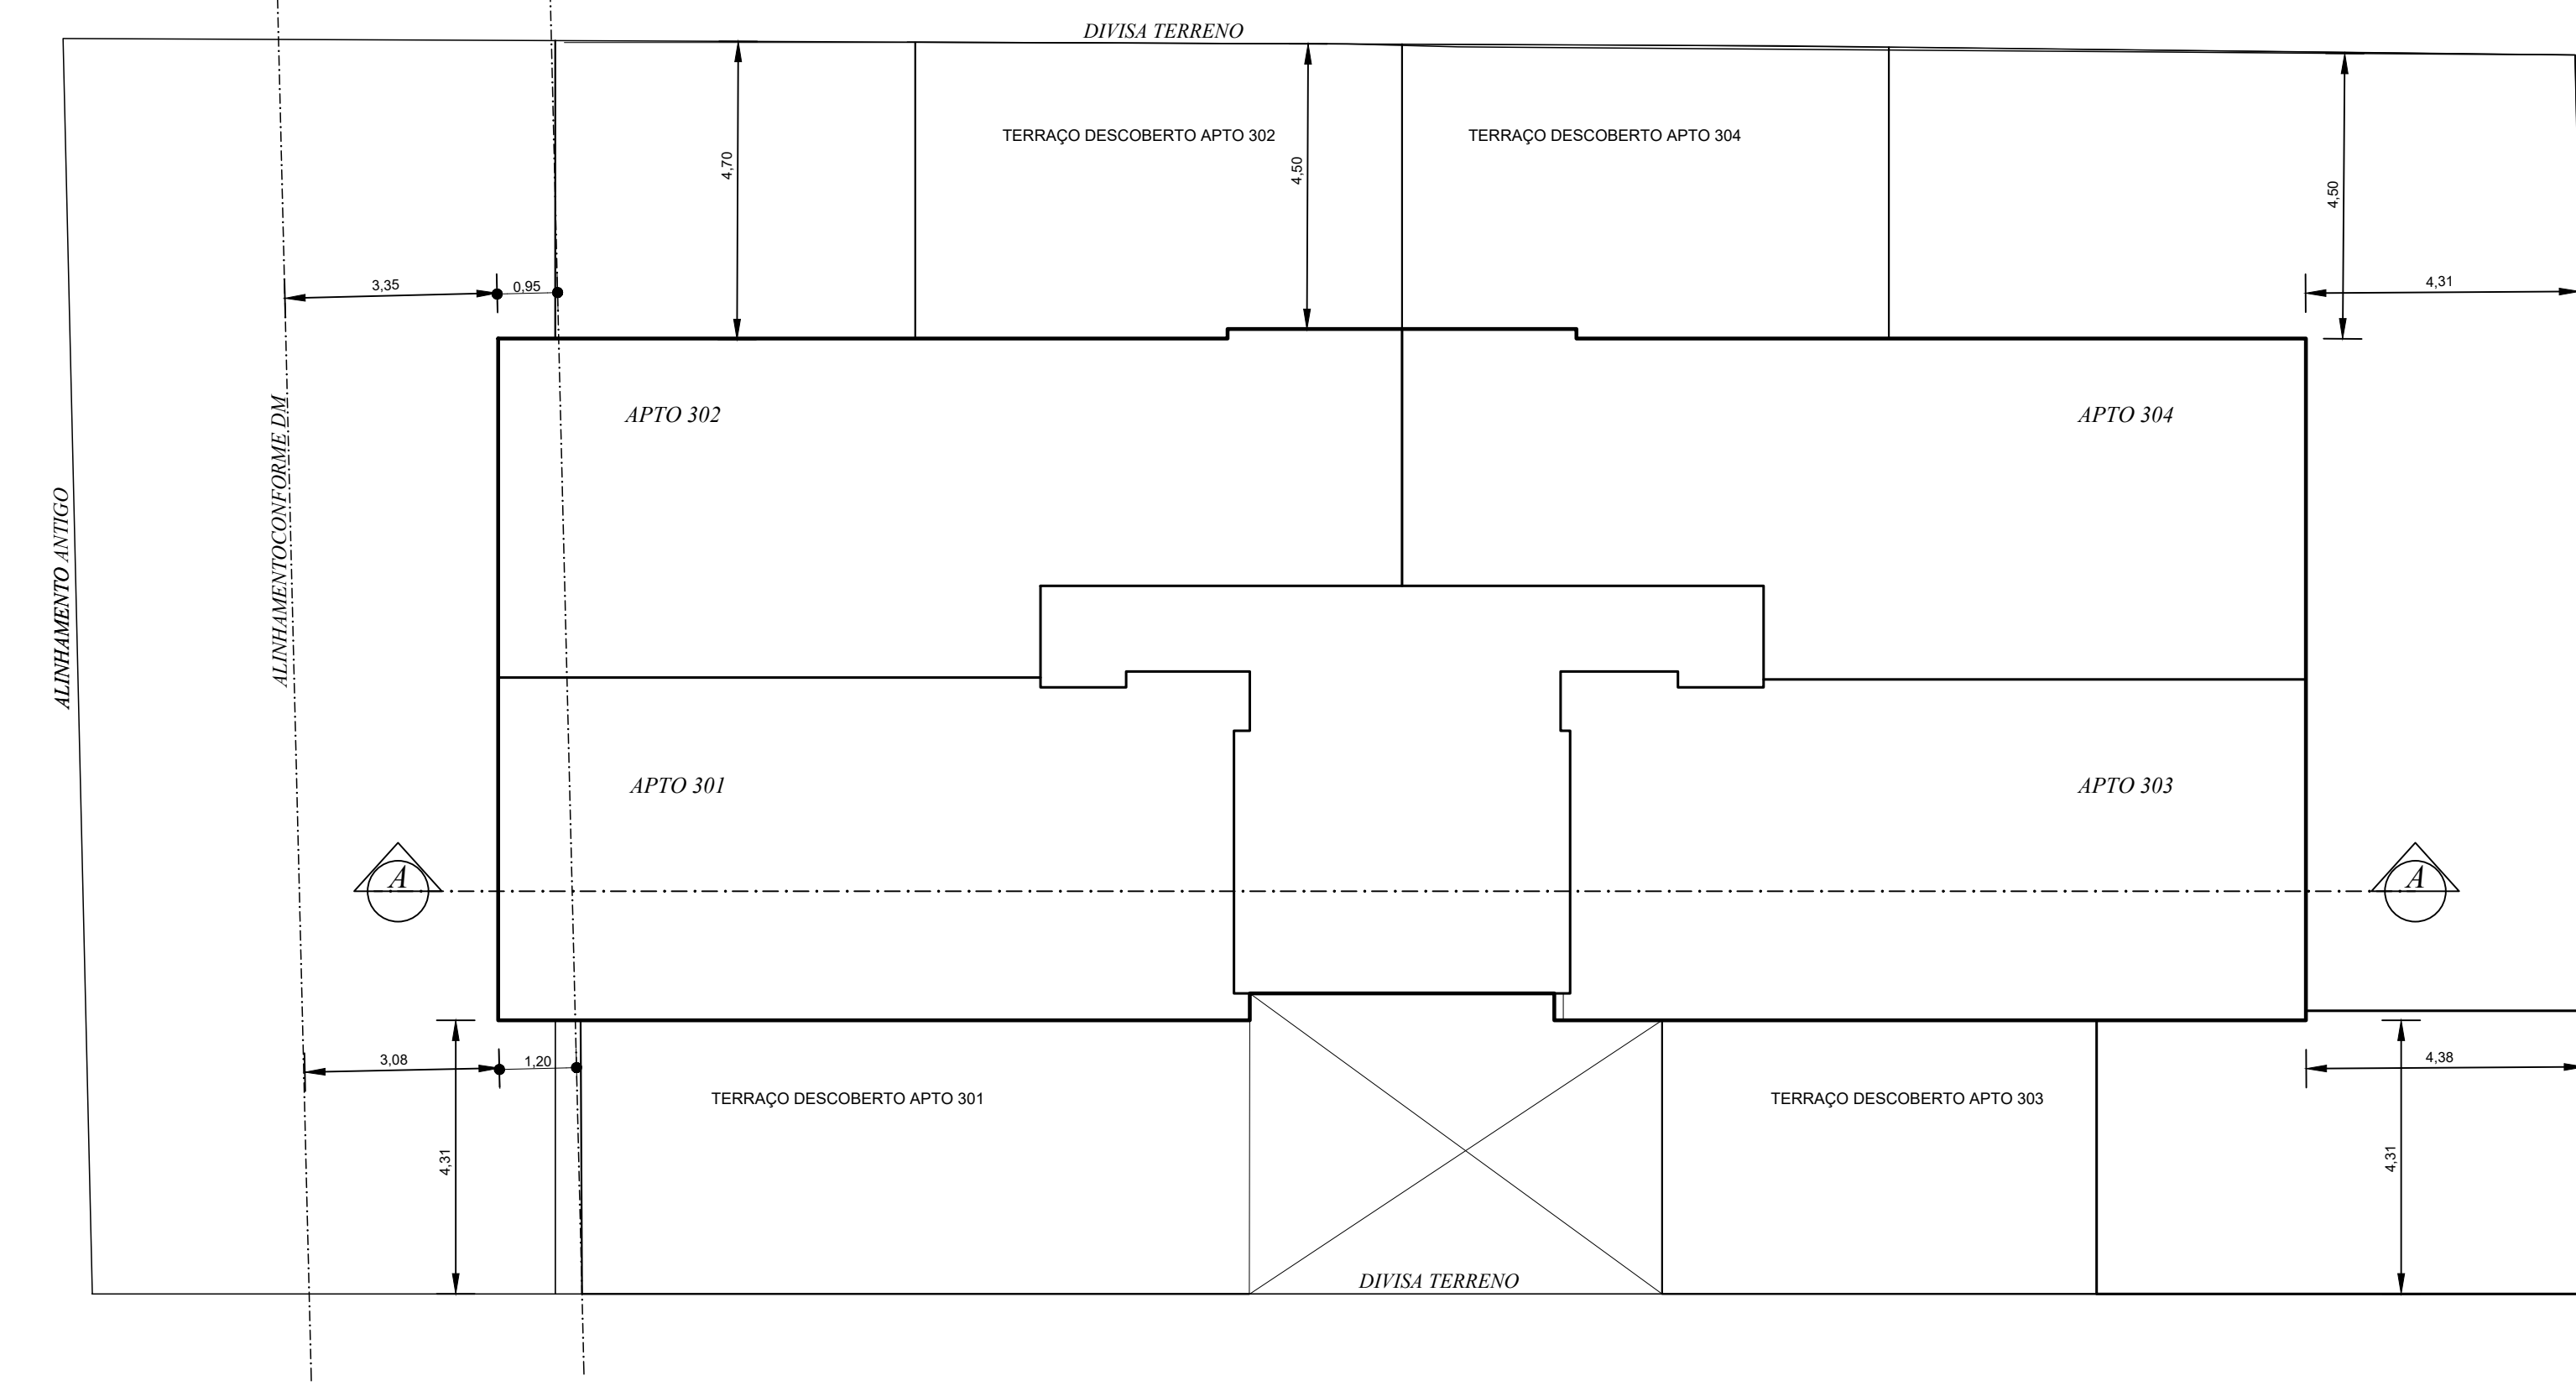 DIVISA TERRENO
TERRAÇO DESCOBERTO APTO 302
TERRAÇO DESCOBERTO APTO 304
4,70
4,50
4,50
3,35
0,95
4,31
APTO 302
APTO 304
ALINHAMENTOCONFORME DM
ALINHAMENTO ANTIGO
APTO 301
APTO 303
A
A
3,08
1,20
4,38
TERRAÇO DESCOBERTO APTO 301
TERRAÇO DESCOBERTO APTO 303
4,31
4,31
DIVISA TERRENO